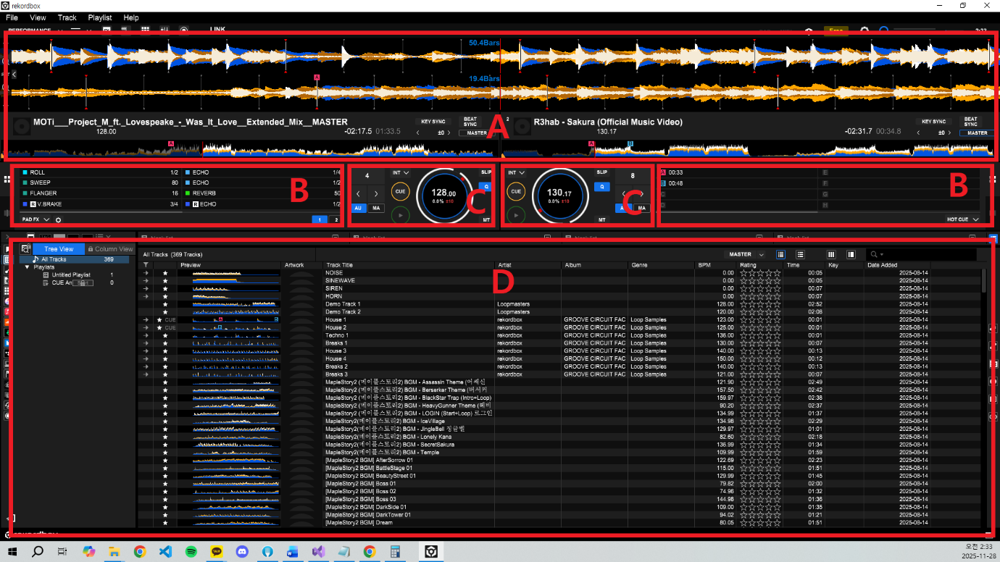 rekordbox
File View Track Playlist Help
LINK
50.4Bars
19.4Bars
A
MOTi___Project_M_ft._Lovespeake_-_Was_It_Love__Extended_Mix__MASTER
128.00 -02:17.5 01:33.5
KEY SYNC BEAT SYNC
±0 MASTER
2 R3hab - Sakura (Official Music Video)
130.17 -02:31.7 00:34.8
KEY SYNC BEAT SYNC
±0 MASTER
A
A
A B
ROLL 1/2 ECHO 1/4
SWEEP 80 ECHO 1/2
FLANGER 16 REVERB 50
V.BRAKE 3/4 R ECHO
PAD FX 1 2
B
4 INT SLIP
CUE 128.00 Q
0.0% ±10
AU MA MT
C
INT SLIP 8
CUE 130.17 Q
0.0% ±10
MT MA
C
A 00:33 E
B 00:48 F
C G
D H
HOT CUE
B
Tree View Column View
All Tracks 369
Playlists
Untitled Playlist 1
CUE An 0
All Tracks (369 Tracks) MASTER
D
Preview Artwork Track Title Artist Album Genre BPM Rating Time Key Date Added
NOISE 0.00 00:05 2025-08-14
SINEWAVE 0.00 00:05 2025-08-14
SIREN 0.00 00:07 2025-08-14
HORN 0.00 00:07 2025-08-14
Demo Track 1 Loopmasters 128.00 02:52 2025-08-14
Demo Track 2 Loopmasters 120.00 02:08 2025-08-14
CUE House 1 rekordbox GROOVE CIRCUIT FAC Loop Samples 123.00 00:01 2025-08-14
CUE House 2 rekordbox GROOVE CIRCUIT FAC Loop Samples 125.00 00:01 2025-08-14
Techno 1 rekordbox GROOVE CIRCUIT FAC Loop Samples 136.00 00:01 2025-08-14
Breaks 1 rekordbox GROOVE CIRCUIT FAC Loop Samples 130.00 00:07 2025-08-14
House 3 rekordbox GROOVE CIRCUIT FAC Loop Samples 140.00 00:13 2025-08-14
House 4 rekordbox GROOVE CIRCUIT FAC Loop Samples 150.00 00:12 2025-08-14
Breaks 2 rekordbox GROOVE CIRCUIT FAC Loop Samples 140.00 00:13 2025-08-14
Breaks 3 rekordbox GROOVE CIRCUIT FAC Loop Samples 121.00 00:07 2025-08-14
MapleStory2 (메이플스토리2) BGM - Assassin Theme (어쎄신 121.90 02:49 2025-08-14
MapleStory2 (메이플스토리2) BGM - Berserker Theme (버서커 157.50 02:42 2025-08-14
MapleStory2 (메이플스토리2) BGM - BlackStar Trap (Intro+Loop) 159.97 02:38 2025-08-14
MapleStory2 (메이플스토리2) BGM - HeavyGunner Theme (헤비 90.20 02:37 2025-08-14
MapleStory2 (메이플스토리2) BGM - LOGIN (Start+Loop) 로그인 134.99 01:37 2025-08-14
MapleStory2(메이플스토리2) BGM - IceVillage 134.98 02:29 2025-08-14
MapleStory2(메이플스토리2) BGM - JingleBell 징글벨 129.97 01:01 2025-08-14
MapleStory2(메이플스토리2) BGM - Lonely Kana 82.60 02:18 2025-08-14
MapleStory2(메이플스토리2) BGM - SecretSakura 136.96 01:34 2025-08-14
MapleStory2(메이플스토리2) BGM - Temple 109.99 01:59 2025-08-14
[MapleStory2 BGM] AfterSorrow 01 122.69 02:23 2025-08-14
[MapleStory2 BGM] BattleStage 01 115.00 01:51 2025-08-14
[MapleStory2 BGM] BeautyStreet 01 129.99 01:45 2025-08-14
[MapleStory2 BGM] Boss 01 79.82 02:00 2025-08-14
[MapleStory2 BGM] Boss 02 74.96 01:32 2025-08-14
[MapleStory2 BGM] Boss 03 144.98 01:36 2025-08-14
[MapleStory2 BGM] DarkSide 01 109.00 01:35 2025-08-14
[MapleStory2 BGM] DarkTower 01 94.02 01:21 2025-08-14
[MapleStory2 BGM] Dream 80.05 01:51 2025-08-14
TALK
오전 2:33
2025-11-28